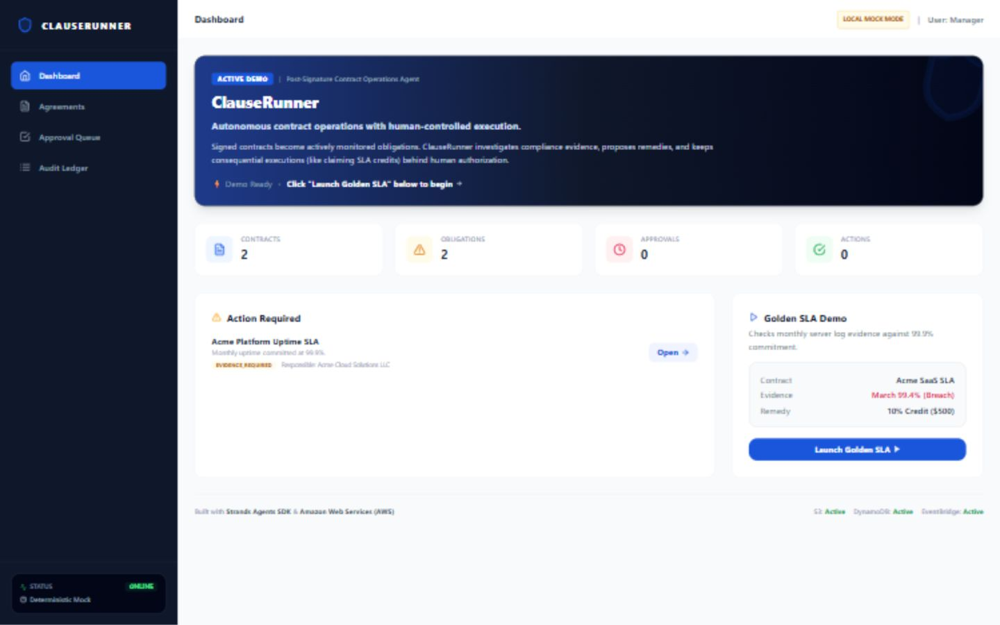 CLAUSERUNNER
Dashboard
Agreements
Approval Queue
Audit Ledger
STATUS
ONLINE
Deterministic Mock
Dashboard
LOCAL MOCK MODE
| User: Manager
ACTIVE DEMO | Post-Signature Contract Operations Agent
ClauseRunner
Autonomous contract operations with human-controlled execution.
Signed contracts become actively monitored obligations. ClauseRunner investigates compliance evidence, proposes remedies, and keeps
consequential executions (like claiming SLA credits) behind human authorization.
Demo Ready • Click "Launch Golden SLA" below to begin →
CONTRACTS
2
OBLIGATIONS
2
APPROVALS
0
ACTIONS
0
Action Required
Acme Platform Uptime SLA
Monthly uptime committed at 99.9%.
EVIDENCE_REQUIRED Responsible: Acme Cloud Solutions LLC
Open →
Golden SLA Demo
Checks monthly server log evidence against 99.9%
commitment.
Contract Acme SaaS SLA
Evidence March 99.4% (Breach)
Remedy 10% Credit ($500)
Launch Golden SLA
Built with Strands Agents SDK & Amazon Web Services (AWS)
S3: Active DynamoDB: Active EventBridge: Active